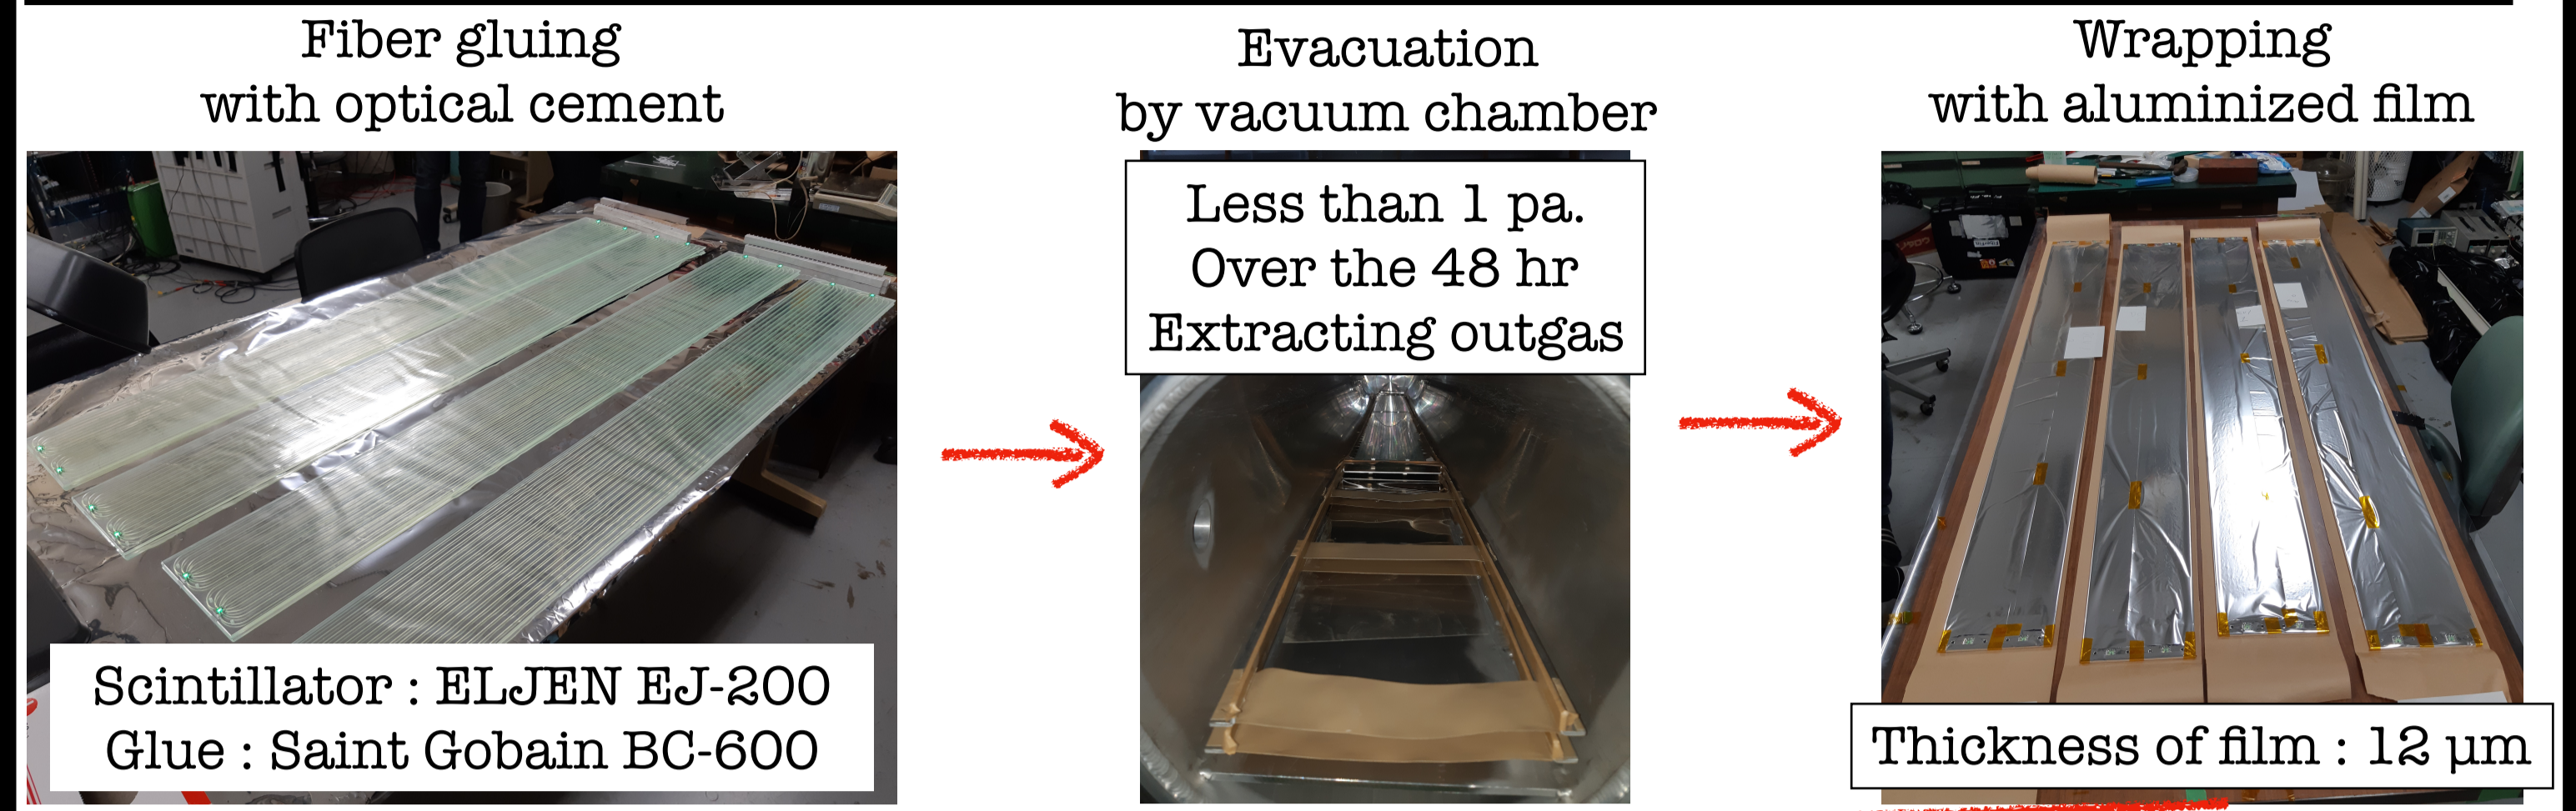 Fiber gluing
with optical cement
Evacuation
by vacuum chamber
Wrapping
with aluminized film
Less than 1 pa.
Over the 48 hr
Extracting outgas
Scintillator : ELJEN EJ-200
Glue : Saint Gobain BC-600
Thickness of film : 12 µm